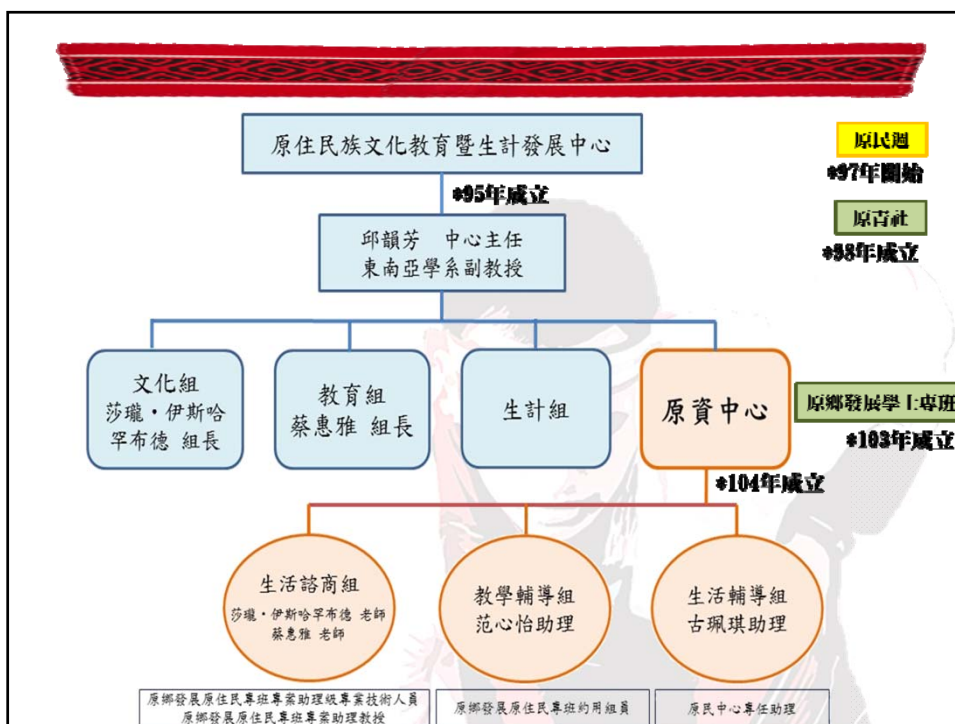 原住民族文化教育暨生計發展中心
*95年成立
原民週
*97年開始
原青社
*98年成立
邱韻芳 中心主任
東南亞學系副教授
文化組
莎瓏・伊斯哈
罕布德 組長
教育組
蔡惠雅 組長
生計組
原資中心
原鄉發展學士專班
*103年成立
*104年成立
生活諮商組
莎瓏・伊斯哈罕布德 老師
蔡惠雅 老師
教學輔導組
范心怡助理
生活輔導組
古珮琪助理
原鄉發展原住民專班專案助理級專業技術人員
原鄉發展原住民專班專案助理教授
原鄉發展原住民專班約用組員
原民中心專任助理